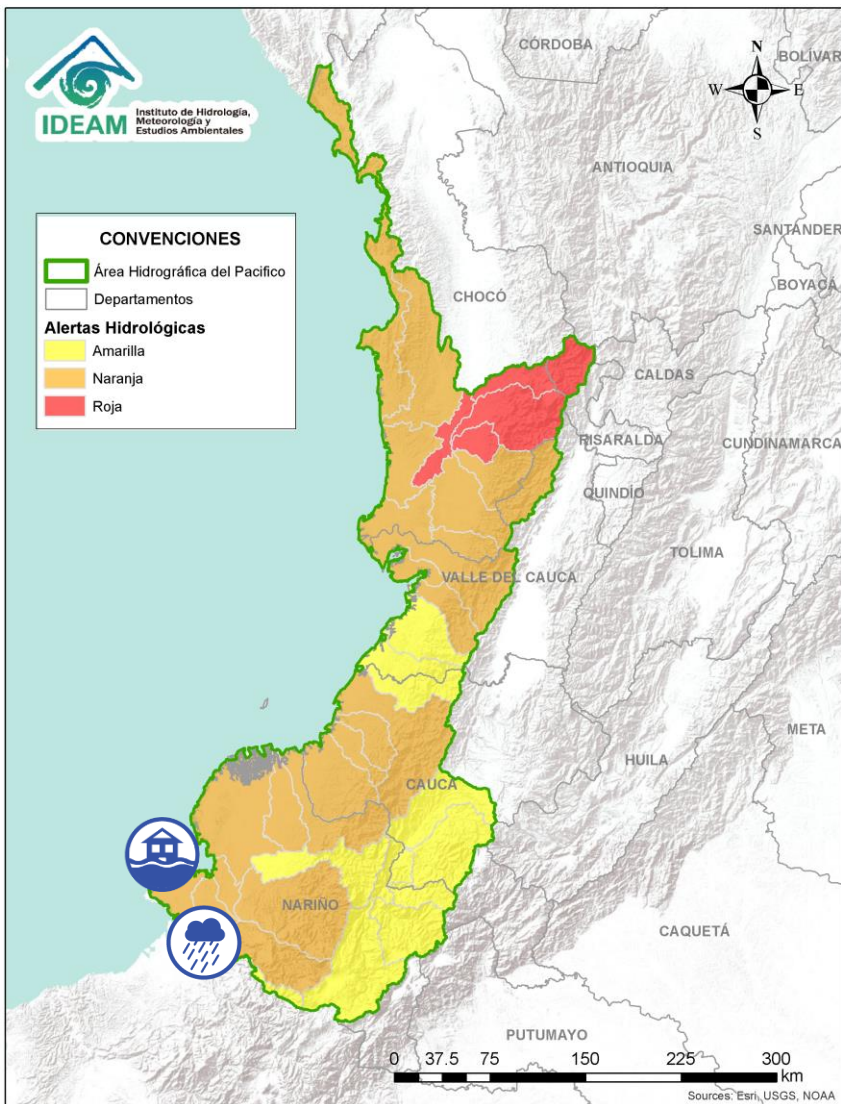 IDEAM
Instituto de Hidrología,
Meteorología y
Estudios Ambientales
N
W
E
S
CÓRDOBA
BOLÍVAR
ANTIOQUIA
SANTANDER
BOYACÁ
CHOCÓ
CONVENCIONES
Área Hidrográfica del Pacifico
Departamentos
Alertas Hidrológicas
Amarilla
Naranja
Roja
CALDAS
RISARALDA
CUNDINAMARCA
QUINDÍO
TOLIMA
VALLE DEL CAUCA
META
HUILA
CAUCA
NARIÑO
CAQUETÁ
PUTUMAYO
0 37.5 75 150 225 300
km
Sources: Esri, USGS, NOAA